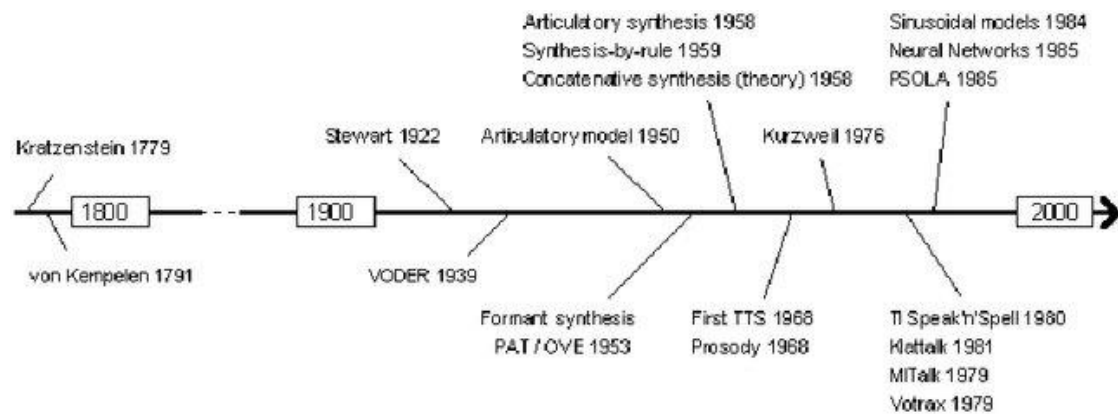 Articulatory synthesis 1958
Synthesis-by-rule 1959
Concatenative synthesis (theory) 1958
Sinusoidal models 1984
Neural Networks 1985
PSOLA 1985
Kratzenstein 1779
Stewart 1922
Articulatory model 1950
Kurzweil 1976
1800
1900
2000
von Kempelen 1791
VODER 1939
Formant synthesis
PAT / OVE 1953
First TTS 1968
Prosody 1968
TI Speak'n'Spell 1980
Klattalk 1981
MITalk 1979
Votrax 1979